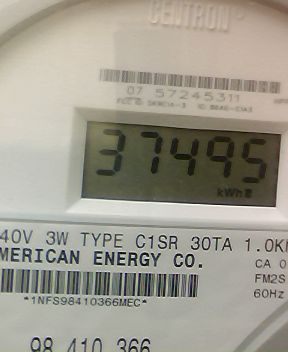 CENTRON
07 57245311
37495
kWh
40V 3W TYPE C1SR 30TA 1.0K
MERICAN ENERGY CO.
CA 0
FM2S
60Hz
*1NFS98410366MEC*
98 410 366